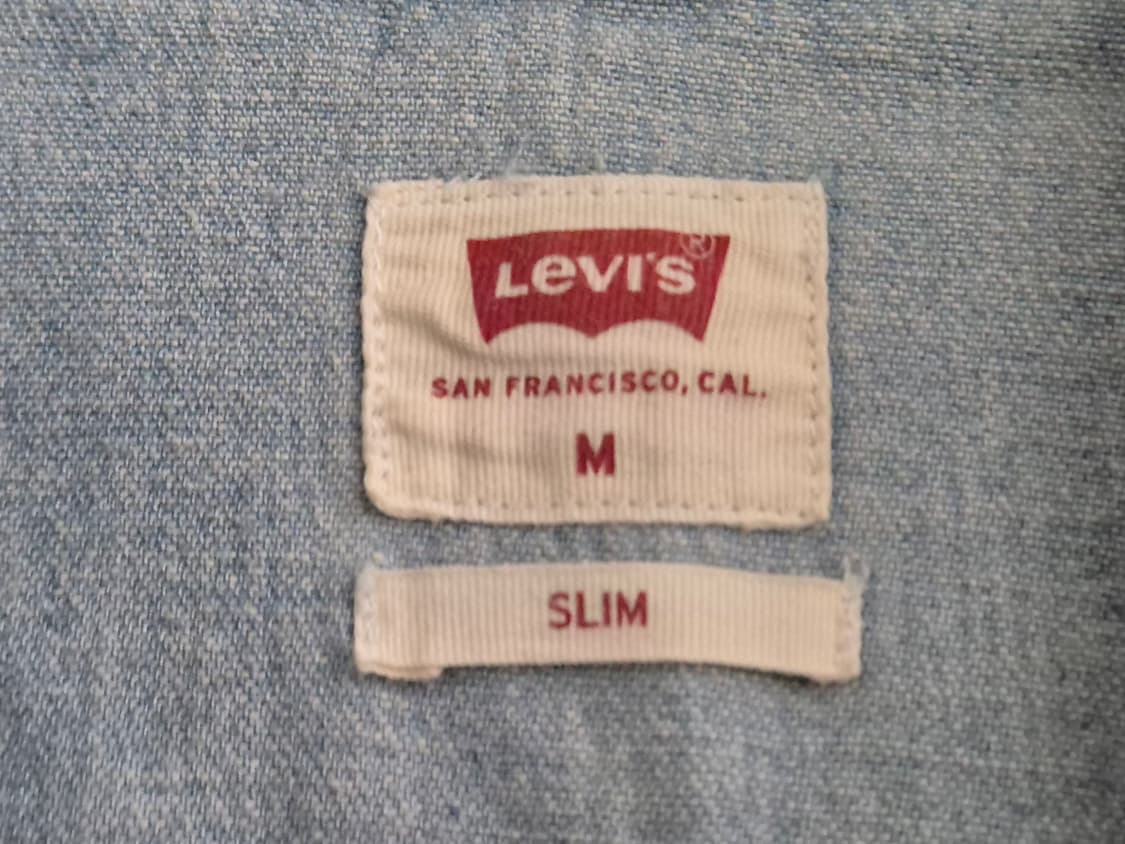 Levi's®
SAN FRANCISCO, CAL.
M
SLIM